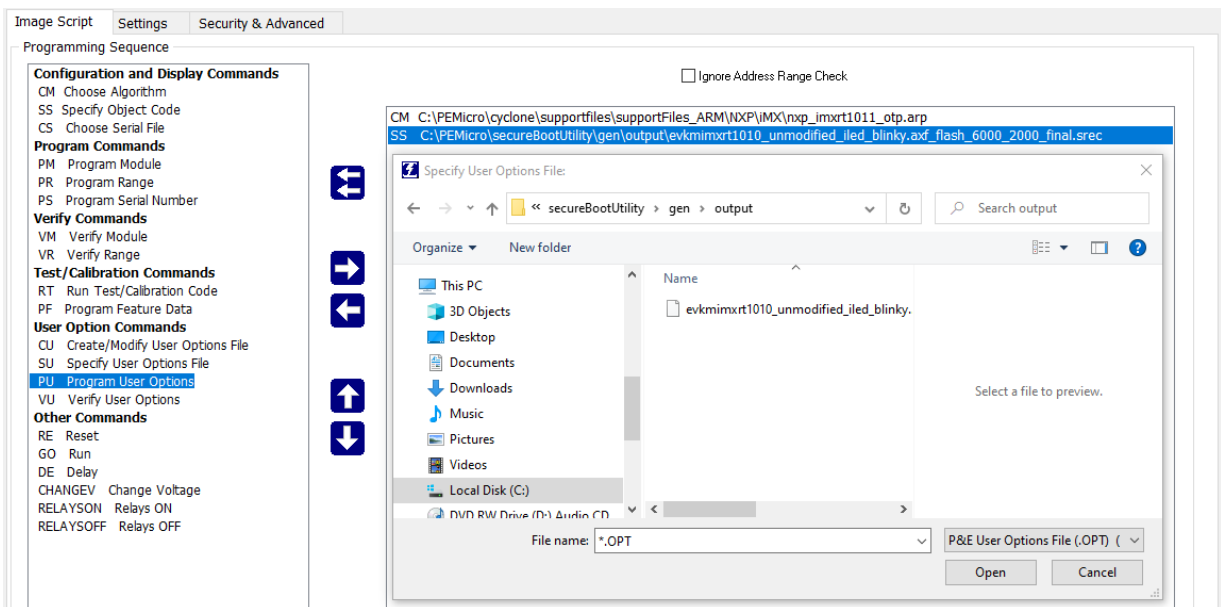 Image Script Settings Security & Advanced
Programming Sequence
Configuration and Display Commands
CM Choose Algorithm
SS Specify Object Code
CS Choose Serial File
Program Commands
PM Program Module
PR Program Range
PS Program Serial Number
Verify Commands
VM Verify Module
VR Verify Range
Test/Calibration Commands
RT Run Test/Calibration Code
PF Program Feature Data
User Option Commands
CU Create/Modify User Options File
SU Specify User Options File
PU Program User Options
VU Verify User Options
Other Commands
RE Reset
GO Run
DE Delay
CHANGEV Change Voltage
RELAYSON Relays ON
RELAYSOFF Relays OFF
Ignore Address Range Check
CM C:\PEMicro\cyclone\supportfiles\supportFiles_ARM\NXP\iMX\nxp_imxrt1011_otp.arp
SS C:\PEMicro\secureBootUtility\gen\output\evkmimxrt1010_unmodified_iled_blinky.axf_flash_6000_2000_final.srec
Specify User Options File:
« secureBootUtility > gen > output
Search output
Organize New folder
This PC
3D Objects
Desktop
Documents
Downloads
Music
Pictures
Videos
Local Disk (C:)
DVD RW Drive (D:) Audio CD
Name
evkmimxrt1010_unmodified_iled_blinky.
Select a file to preview.
File name: *.OPT
P&E User Options File (.OPT) (
Open Cancel